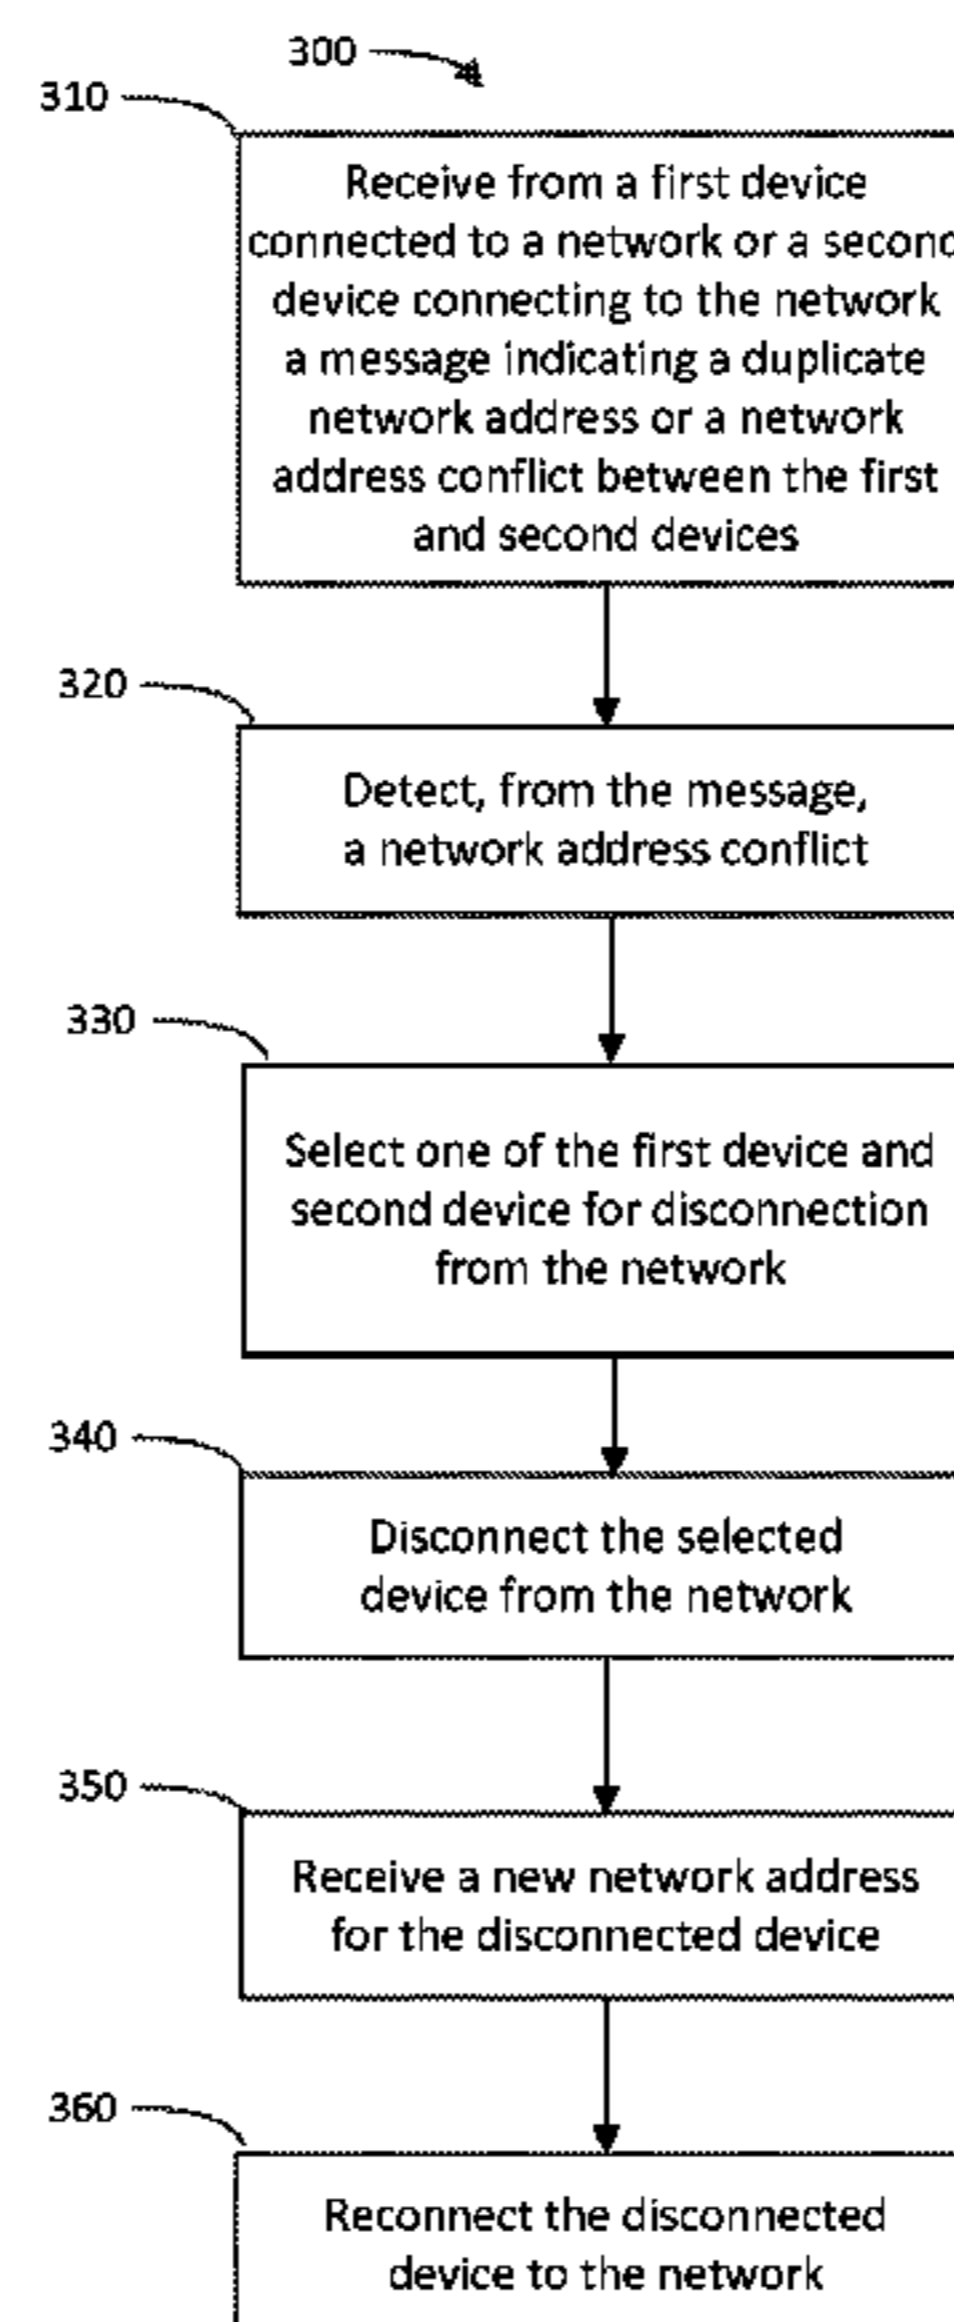 300
310
Receive from a first device
connected to a network or a second
device connecting to the network
a message indicating a duplicate
network address or a network
address conflict between the first
and second devices
320
Detect, from the message,
a network address conflict
330
Select one of the first device and
second device for disconnection
from the network
340
Disconnect the selected
device from the network
350
Receive a new network address
for the disconnected device
360
Reconnect the disconnected
device to the network